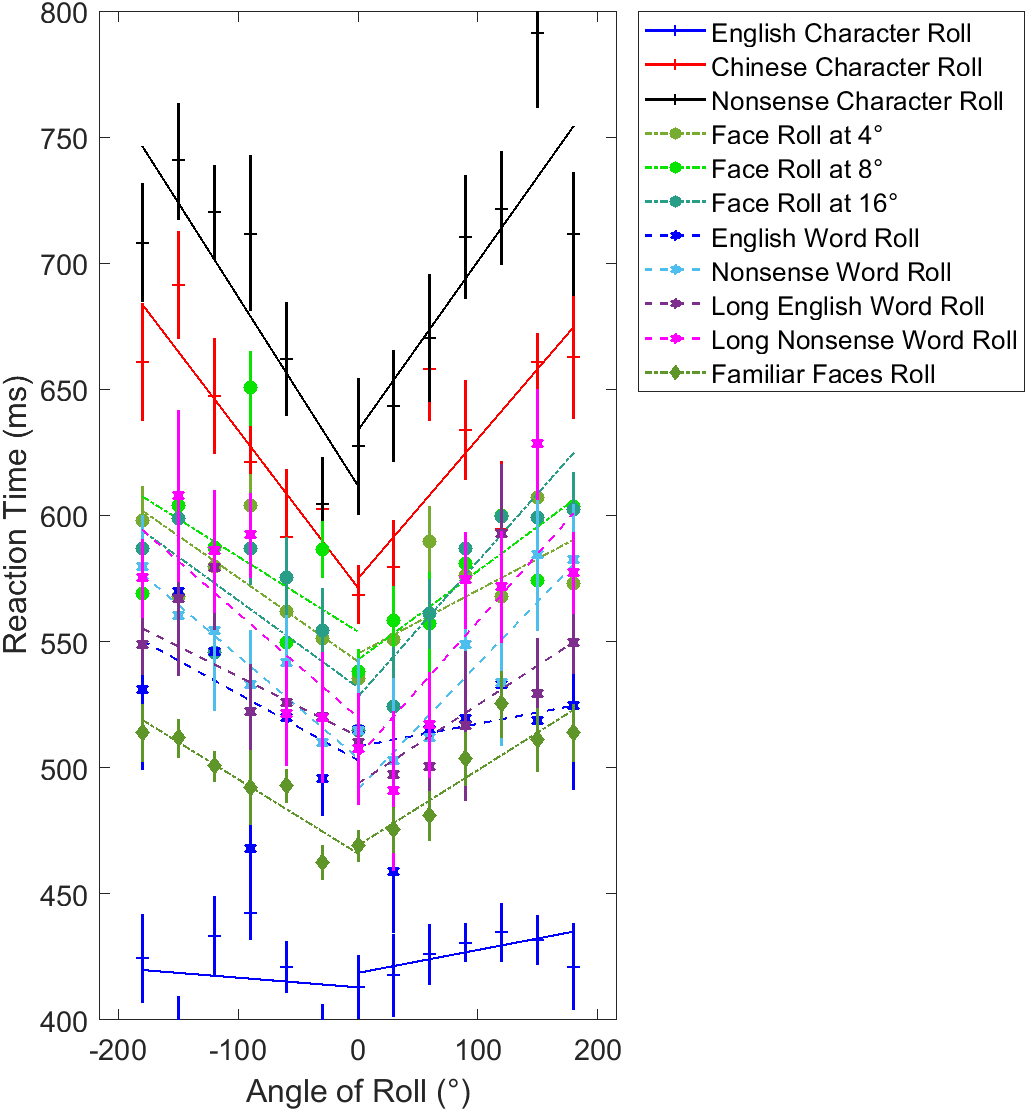 800
750
700
650
600
550
500
450
400
Reaction Time (ms)
-200
-100
0
100
200
Angle of Roll (°)
English Character Roll
Chinese Character Roll
Nonsense Character Roll
Face Roll at 4°
Face Roll at 8°
Face Roll at 16°
English Word Roll
Nonsense Word Roll
Long English Word Roll
Long Nonsense Word Roll
Familiar Faces Roll